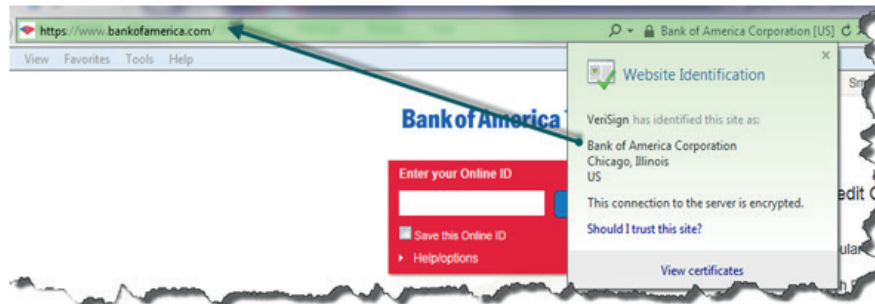 https://www.bankofamerica.com/
Bank of America Corporation [US]
View Favorites Tools Help
Website Identification
Bank of America
VeriSign has identified this site as:
Bank of America Corporation
Chicago, Illinois
US
Enter your Online ID
This connection to the server is encrypted.
Should I trust this site?
Save this Online ID
Help/options
View certificates